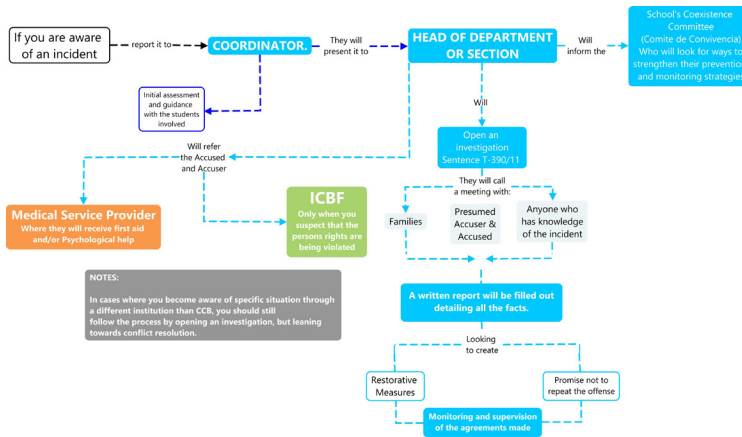 If you are aware
of an incident
report it to
COORDINATOR.
They will
present it to
HEAD OF DEPARTMENT
OR SECTION
Will
inform the
School's Coexistence
Committee
(Comite de Convivencia)
Who will look for ways to
strengthen their prevention
and monitoring strategies
Initial assessment
and guidance
with the students
involved
Will
Open an
investigation
Sentence T-390/11
Will refer
the Accused
and Accuser
They will call
a meeting with:
Medical Service Provider
Where they will receive first aid
and/or Psychological help
ICBF
Only when you
suspect that the
persons rights are
being violated
Families
Presumed
Accuser &
Accused
Anyone who
has knowledge
of the incident
NOTES:
In cases where you become aware of specific situation through
a different institution than CCB, you should still
follow the process by opening an investigation, but leaning
towards conflict resolution.
A written report will be filled out
detailing all the facts.
Looking
to create
Restorative
Measures
Promise not to
repeat the offense
Monitoring and supervision
of the agreements made